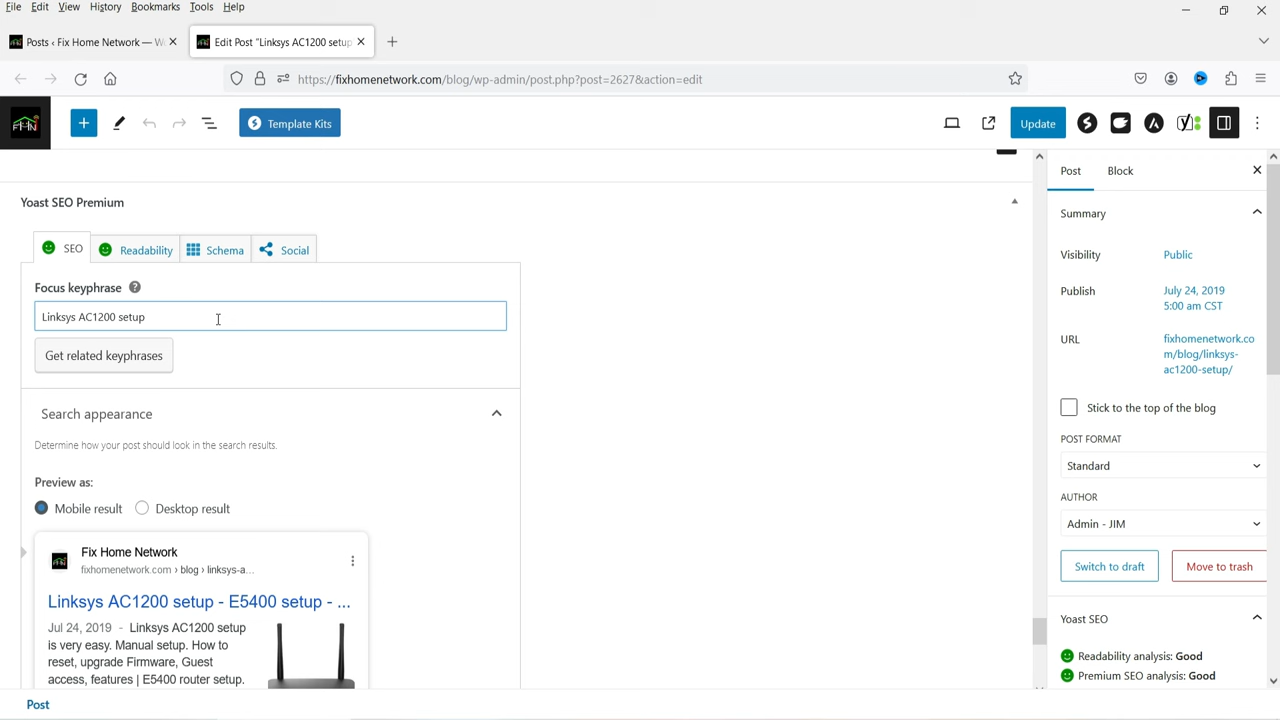 File Edit View History Bookmarks Tools Help
Posts ‹ Fix Home Network — W
Edit Post “Linksys AC1200 setup
https://fixhomenetwork.com/blog/wp-admin/post.php?post=2627&action=edit
FHN
Template Kits
Update
Post Block
Yoast SEO Premium
SEO Readability Schema Social
Focus keyphrase
Linksys AC1200 setup
Get related keyphrases
Search appearance
Determine how your post should look in the search results.
Preview as:
Mobile result Desktop result
Fix Home Network
fixhomenetwork.com › blog › linksys-a...
Linksys AC1200 setup - E5400 setup - ...
Jul 24, 2019 - Linksys AC1200 setup
is very easy. Manual setup. How to
reset, upgrade Firmware, Guest
access, features | E5400 router setup.
Post
Summary
Visibility Public
Publish July 24, 2019
5:00 am CST
URL fixhomenetwork.co
m/blog/linksys-
ac1200-setup/
Stick to the top of the blog
POST FORMAT
Standard
AUTHOR
Admin - JIM
Switch to draft Move to trash
Yoast SEO
Readability analysis: Good
Premium SEO analysis: Good